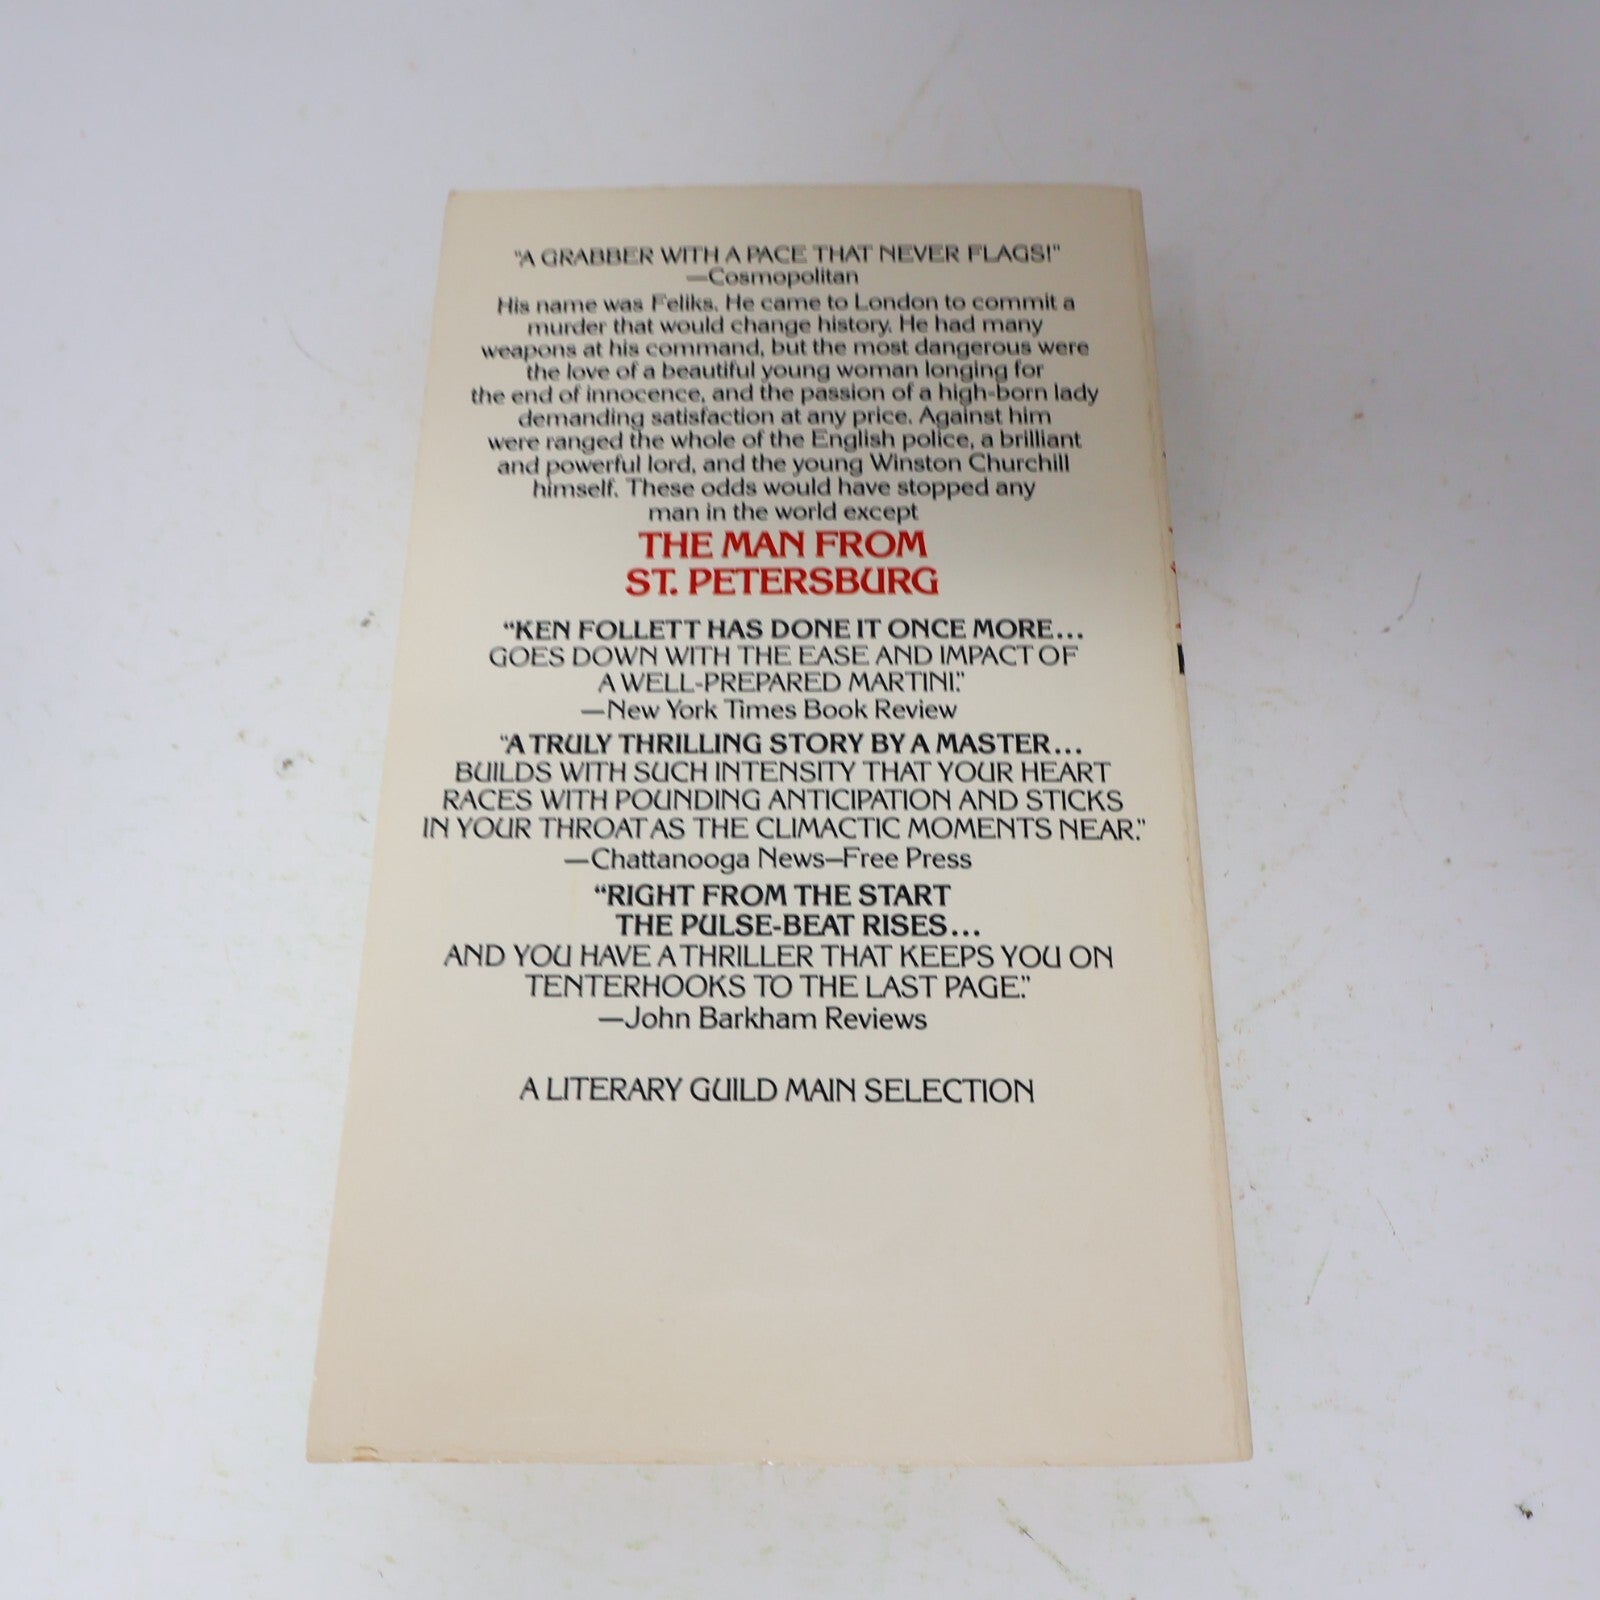 "A GRABBER WITH A PACE THAT NEVER FLAGS!"
—Cosmopolitan
His name was Feliks. He came to London to commit a
murder that would change history. He had many
weapons at his command, but the most dangerous were
the love of a beautiful young woman longing for
the end of innocence, and the passion of a high-born lady
demanding satisfaction at any price. Against him
were ranged the whole of the English police, a brilliant
and powerful lord, and the young Winston Churchill
himself. These odds would have stopped any
man in the world except
THE MAN FROM
ST. PETERSBURG
"KEN FOLLETT HAS DONE IT ONCE MORE...
GOES DOWN WITH THE EASE AND IMPACT OF
A WELL-PREPARED MARTINI."
—New York Times Book Review
"A TRULY THRILLING STORY BY A MASTER...
BUILDS WITH SUCH INTENSITY THAT YOUR HEART
RACES WITH POUNDING ANTICIPATION AND STICKS
IN YOUR THROAT AS THE CLIMACTIC MOMENTS NEAR."
—Chattanooga News–Free Press
"RIGHT FROM THE START
THE PULSE-BEAT RISES...
AND YOU HAVE A THRILLER THAT KEEPS YOU ON
TENTERHOOKS TO THE LAST PAGE."
—John Barkham Reviews
A LITERARY GUILD MAIN SELECTION